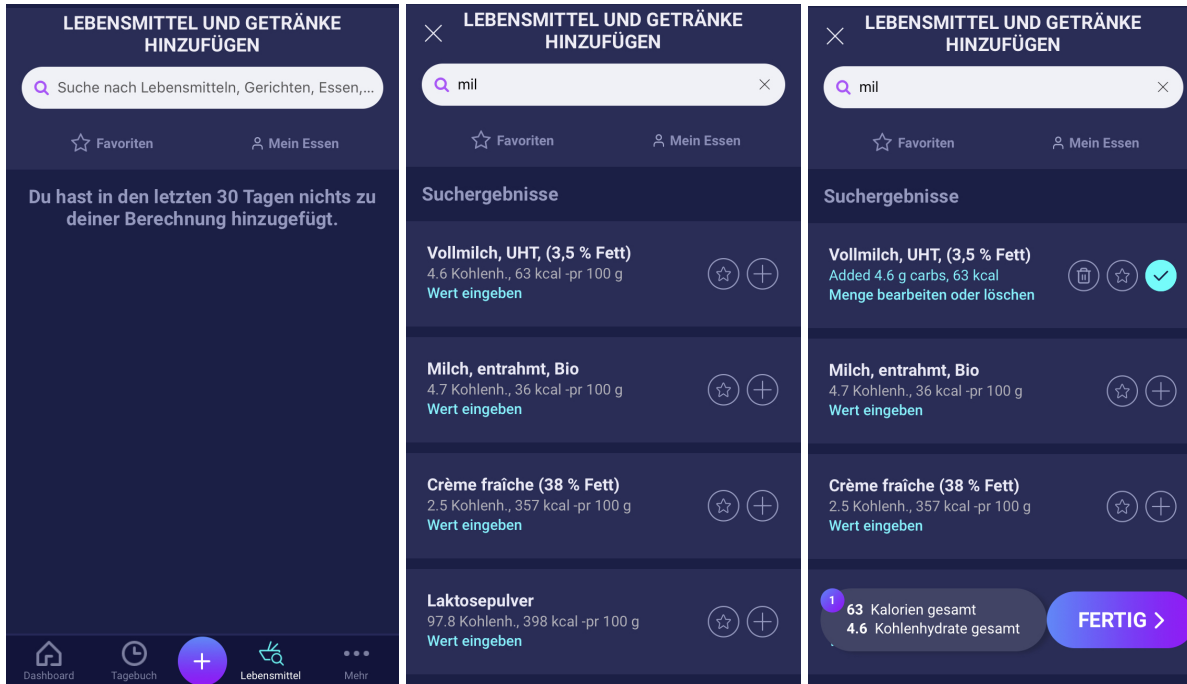 LEBENSMITTEL UND GETRÄNKE
HINZUFÜGEN
Suche nach Lebensmitteln, Gerichten, Essen,...
Favoriten
Mein Essen
Du hast in den letzten 30 Tagen nichts zu
deiner Berechnung hinzugefügt.
Dashboard
Tagebuch
Lebensmittel
Mehr
LEBENSMITTEL UND GETRÄNKE
HINZUFÜGEN
mil
Favoriten
Mein Essen
Suchergebnisse
Vollmilch, UHT, (3,5 % Fett)
4.6 Kohlenh., 63 kcal -pr 100 g
Wert eingeben
Milch, entrahmt, Bio
4.7 Kohlenh., 36 kcal -pr 100 g
Wert eingeben
Crème fraîche (38 % Fett)
2.5 Kohlenh., 357 kcal -pr 100 g
Wert eingeben
Laktosepulver
97.8 Kohlenh., 398 kcal -pr 100 g
Wert eingeben
LEBENSMITTEL UND GETRÄNKE
HINZUFÜGEN
mil
Favoriten
Mein Essen
Suchergebnisse
Vollmilch, UHT, (3,5 % Fett)
Added 4.6 g carbs, 63 kcal
Menge bearbeiten oder löschen
Milch, entrahmt, Bio
4.7 Kohlenh., 36 kcal -pr 100 g
Wert eingeben
Crème fraîche (38 % Fett)
2.5 Kohlenh., 357 kcal -pr 100 g
Wert eingeben
1
63 Kalorien gesamt
4.6 Kohlenhydrate gesamt
FERTIG